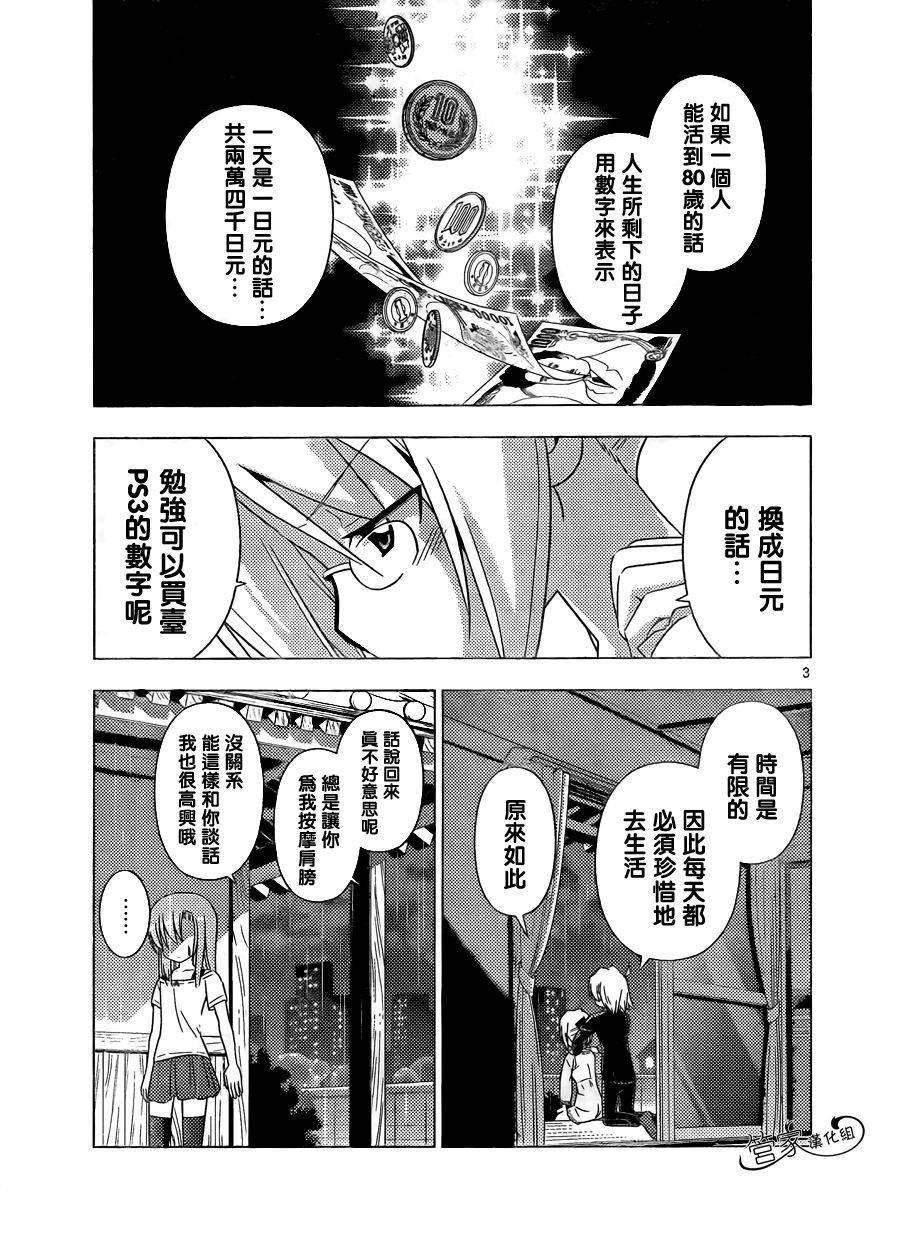 如果一個人
能活到80歲的話
人生所剩下的日子
用數字來表示
一天是一日元的話…
共兩萬四千日元…
10
100
10000
換成日元
的話…
勉強可以買臺
PS3的數字呢
3
時間是
有限的
因此每天都
必須珍惜地
去生活
原來如此
話說回來
真不好意思呢
總是讓你
為我按摩肩膀
沒關系
能這樣和你談話
我也很高興哦
……
管家漢化組